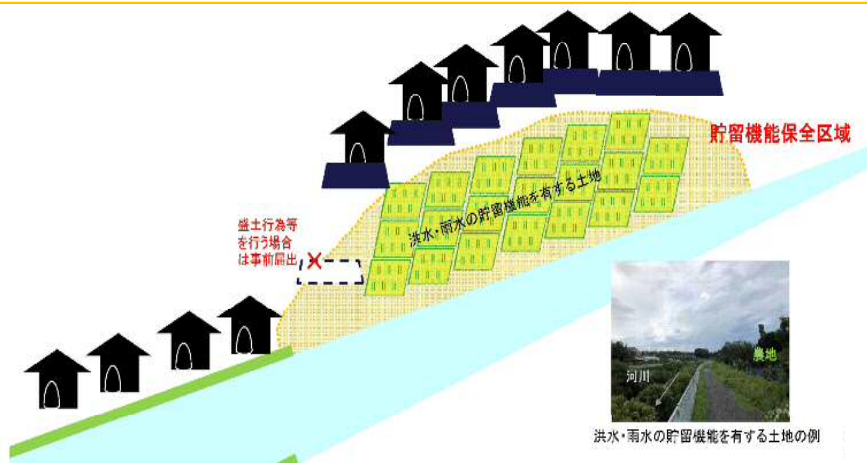 貯留機能保全区域
洪水・雨水の貯留機能を有する土地
盛土行為等
を行う場合
は事前届出
農地
河川
洪水・雨水の貯留機能を有する土地の例